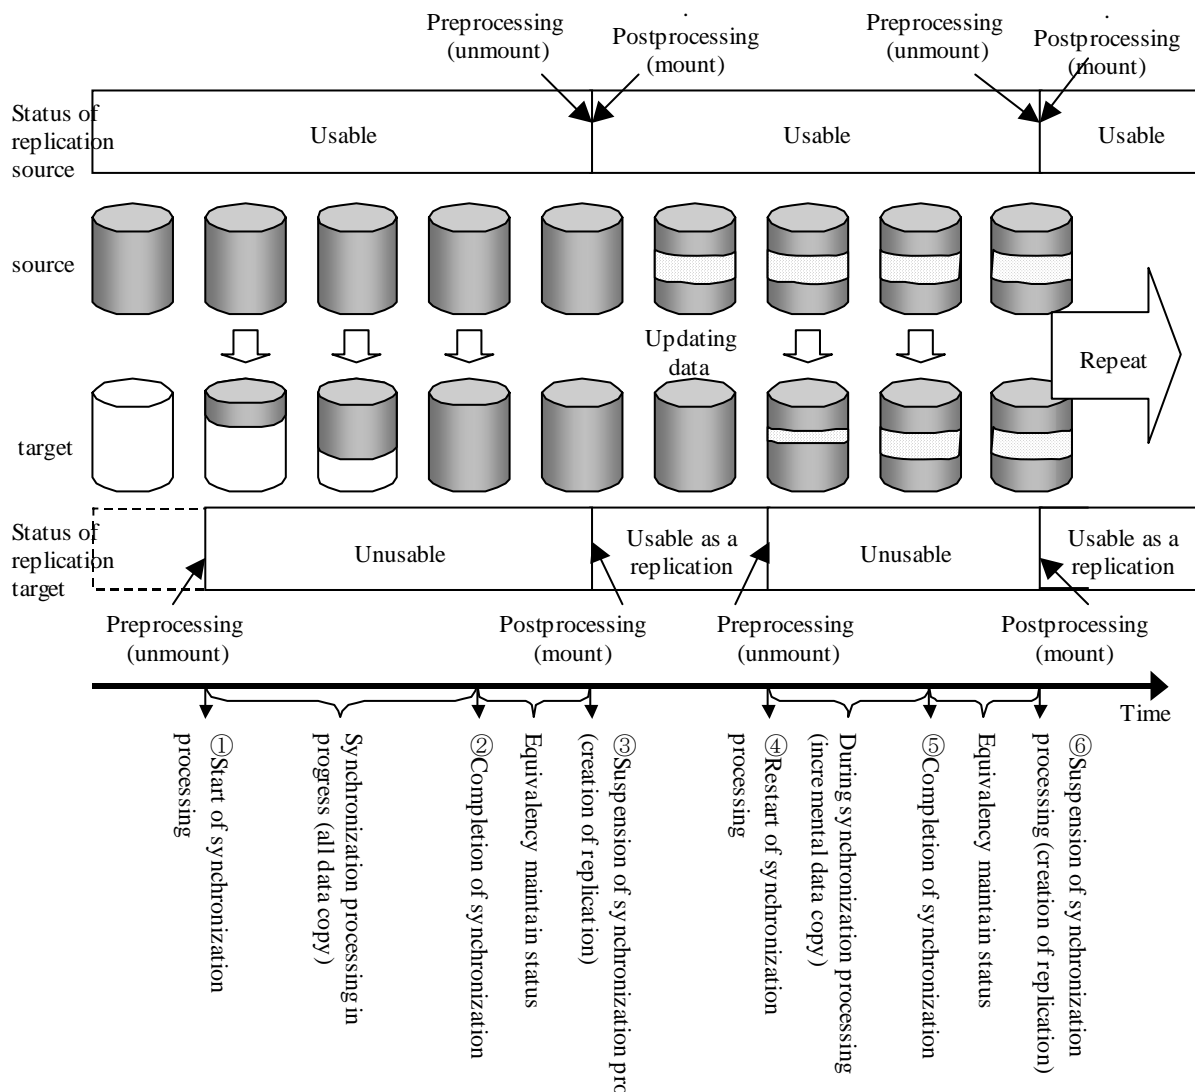 Preprocessing
(unmount)
Postprocessing
(mount)
Preprocessing
(unmount)
Postprocessing
(mount)
Status of
replication
source
Usable
Usable
Usable
source
Updating
data
Repeat
target
Status of
replication
target
Unusable
Usable as a
replication
Unusable
Usable as a
replication
Preprocessing
(unmount)
Postprocessing
(mount)
Preprocessing
(unmount)
Postprocessing
(mount)
Time
①Start of synchronization
processing
Synchronization processing in
progress (all data copy)
②Completion of synchronization
Equivalency maintain status
③Suspension of synchronization pro
(creation of replication)
④Restart of synchronization
processing
During synchronization processing
(incremental data copy)
⑤Completion of synchronization
Equivalency maintain status
⑥Suspension of synchronization
processing (creation of replication)